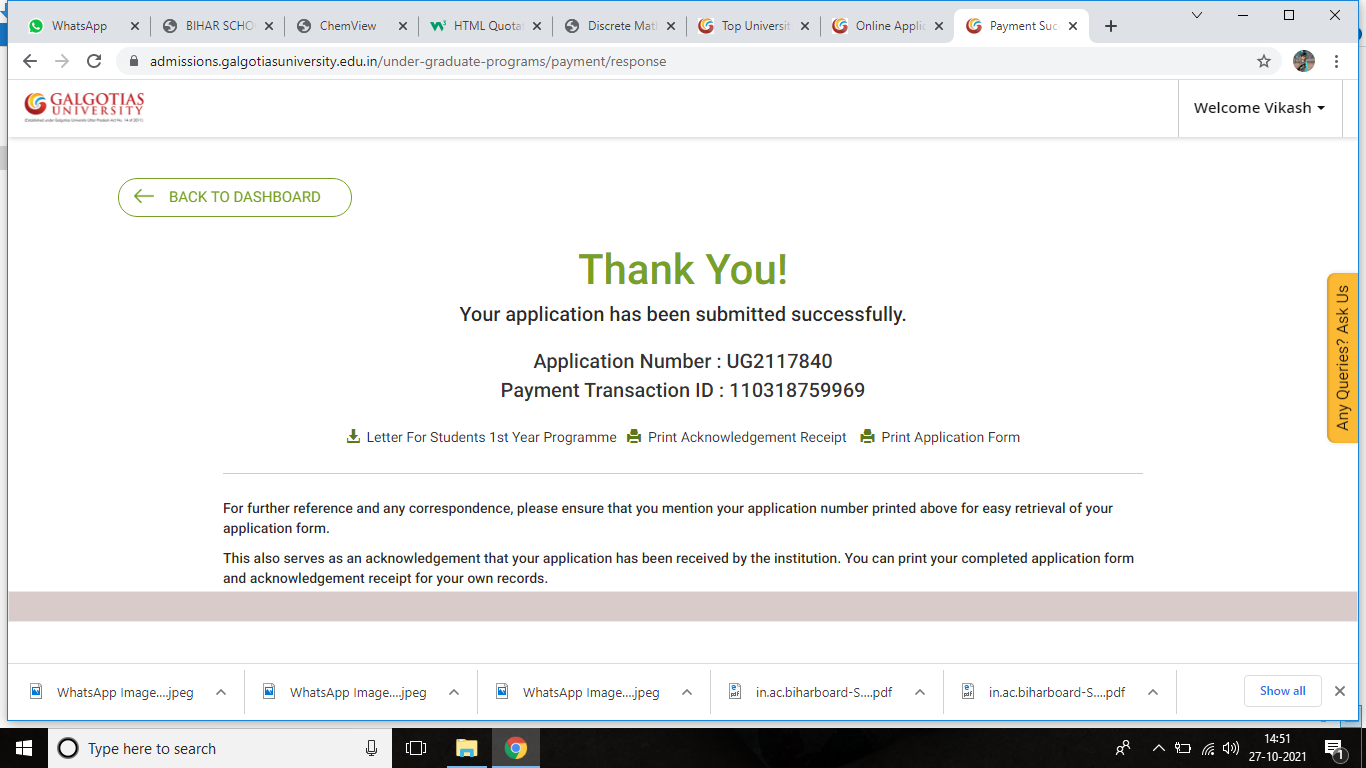 WhatsApp
BIHAR SCHO
ChemView
HTML Quota
Discrete Mat
Top Universit
Online Applic
Payment Suc
admissions.galgotiasuniversity.edu.in/under-graduate-programs/payment/response
GALGOTIAS
UNIVERSITY
Welcome Vikash
BACK TO DASHBOARD
Thank You!
Your application has been submitted successfully.
Application Number : UG2117840
Payment Transaction ID : 110318759969
Letter For Students 1st Year Programme
Print Acknowledgement Receipt
Print Application Form
Any Queries? Ask Us
For further reference and any correspondence, please ensure that you mention your application number printed above for easy retrieval of your
application form.
This also serves as an acknowledgement that your application has been received by the institution. You can print your completed application form
and acknowledgement receipt for your own records.
WhatsApp Image....jpeg
WhatsApp Image....jpeg
WhatsApp Image....jpeg
in.ac.biharboard-S....pdf
in.ac.biharboard-S....pdf
Show all
Type here to search
14:51
27-10-2021
1